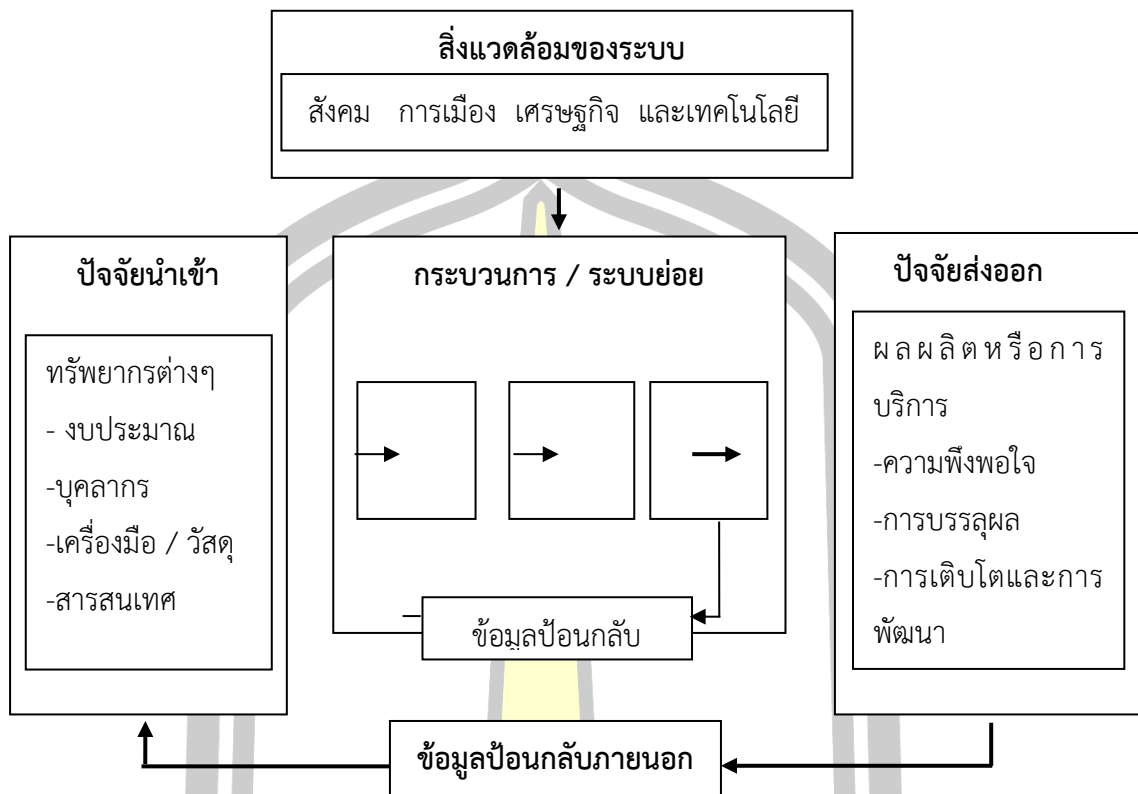 สิ่งแวดล้อมของระบบ
สังคม การเมือง เศรษฐกิจ และเทคโนโลยี
ปัจจัยนำเข้า
ทรัพยากรต่างๆ
- งบประมาณ
-บุคลากร
-เครื่องมือ / วัสดุ
-สารสนเทศ
กระบวนการ / ระบบย่อย
ข้อมูลป้อนกลับ
ปัจจัยส่งออก
ผลผลิตหรือการ
บริการ
-ความพึงพอใจ
-การบรรลุผล
-การเติบโตและการ
พัฒนา
ข้อมูลป้อนกลับภายนอก